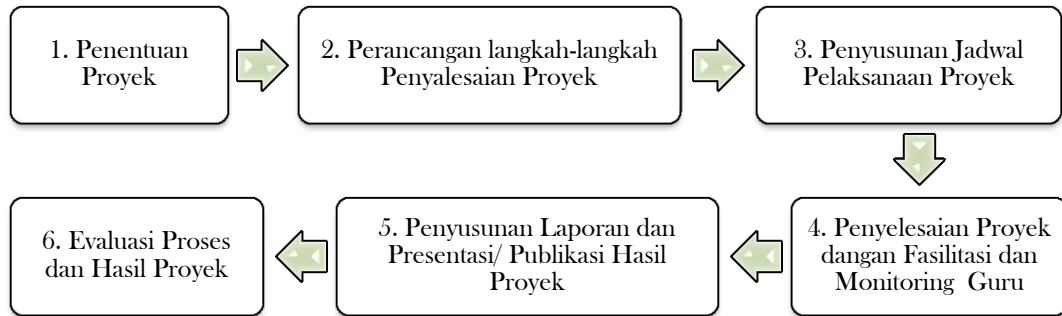 1. Penentuan
Proyek
2. Perancangan langkah-langkah
Penyalesaian Proyek
3. Penyusunan Jadwal
Pelaksanaan Proyek
4. Penyelesaian Proyek
dangan Fasilitasi dan
Monitoring Guru
5. Penyusunan Laporan dan
Presentasi/ Publikasi Hasil
Proyek
6. Evaluasi Proses
dan Hasil Proyek